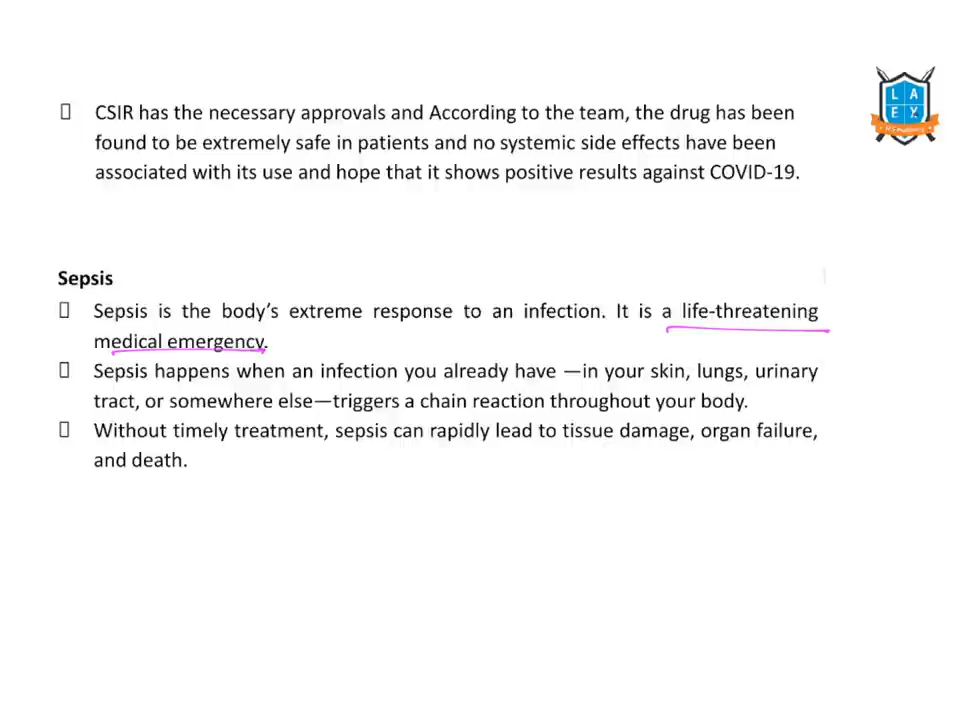 CSIR has the necessary approvals and According to the team, the drug has been
found to be extremely safe in patients and no systemic side effects have been
associated with its use and hope that it shows positive results against COVID-19.
L A
E X
Sepsis
Sepsis is the body's extreme response to an infection. It is a life-threatening
medical emergency.
Sepsis happens when an infection you already have —in your skin, lungs, urinary
tract, or somewhere else—triggers a chain reaction throughout your body.
Without timely treatment, sepsis can rapidly lead to tissue damage, organ failure,
and death.